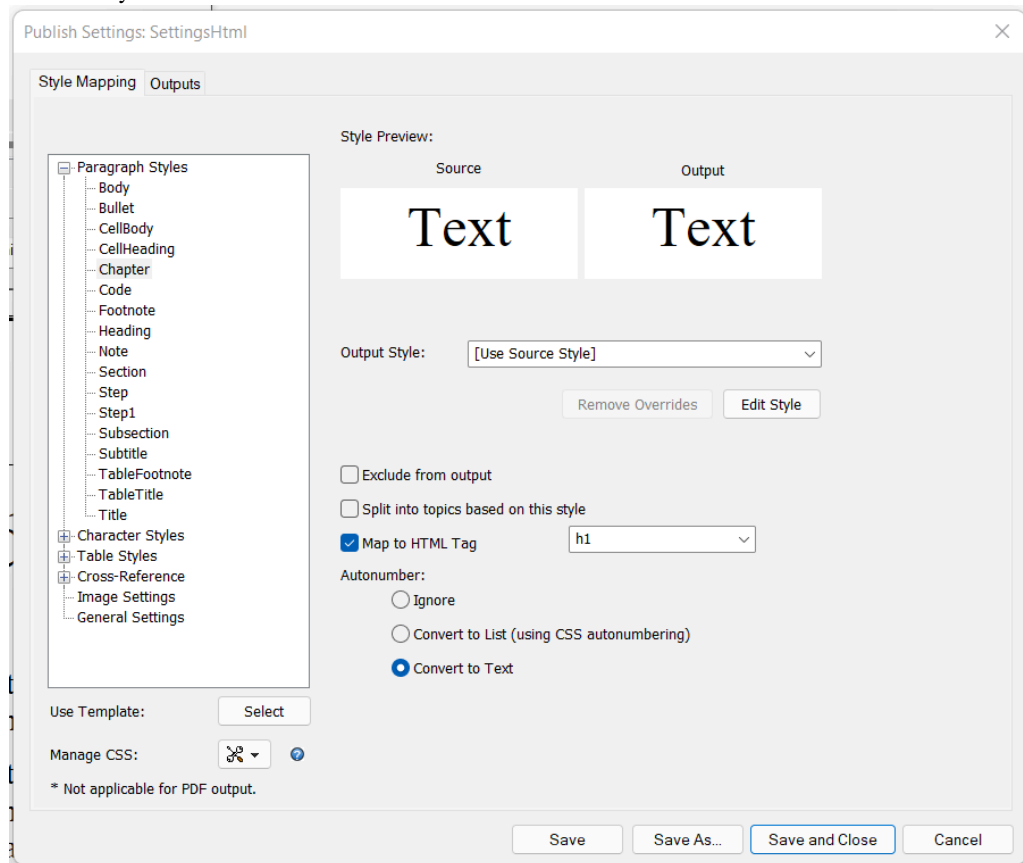 Publish Settings: SettingsHtml
Style Mapping
Outputs
Paragraph Styles
Body
Bullet
CellBody
CellHeading
Chapter
Code
Footnote
Heading
Note
Section
Step
Step1
Subsection
Subtitle
TableFootnote
TableTitle
Title
Character Styles
Table Styles
Cross-Reference
Image Settings
General Settings
Use Template:
Select
Manage CSS:
* Not applicable for PDF output.
Style Preview:
Source
Output
Text
Text
Output Style:
[Use Source Style]
Remove Overrides
Edit Style
Exclude from output
Split into topics based on this style
Map to HTML Tag
h1
Autonumber:
Ignore
Convert to List (using CSS autonumbering)
Convert to Text
Save
Save As...
Save and Close
Cancel